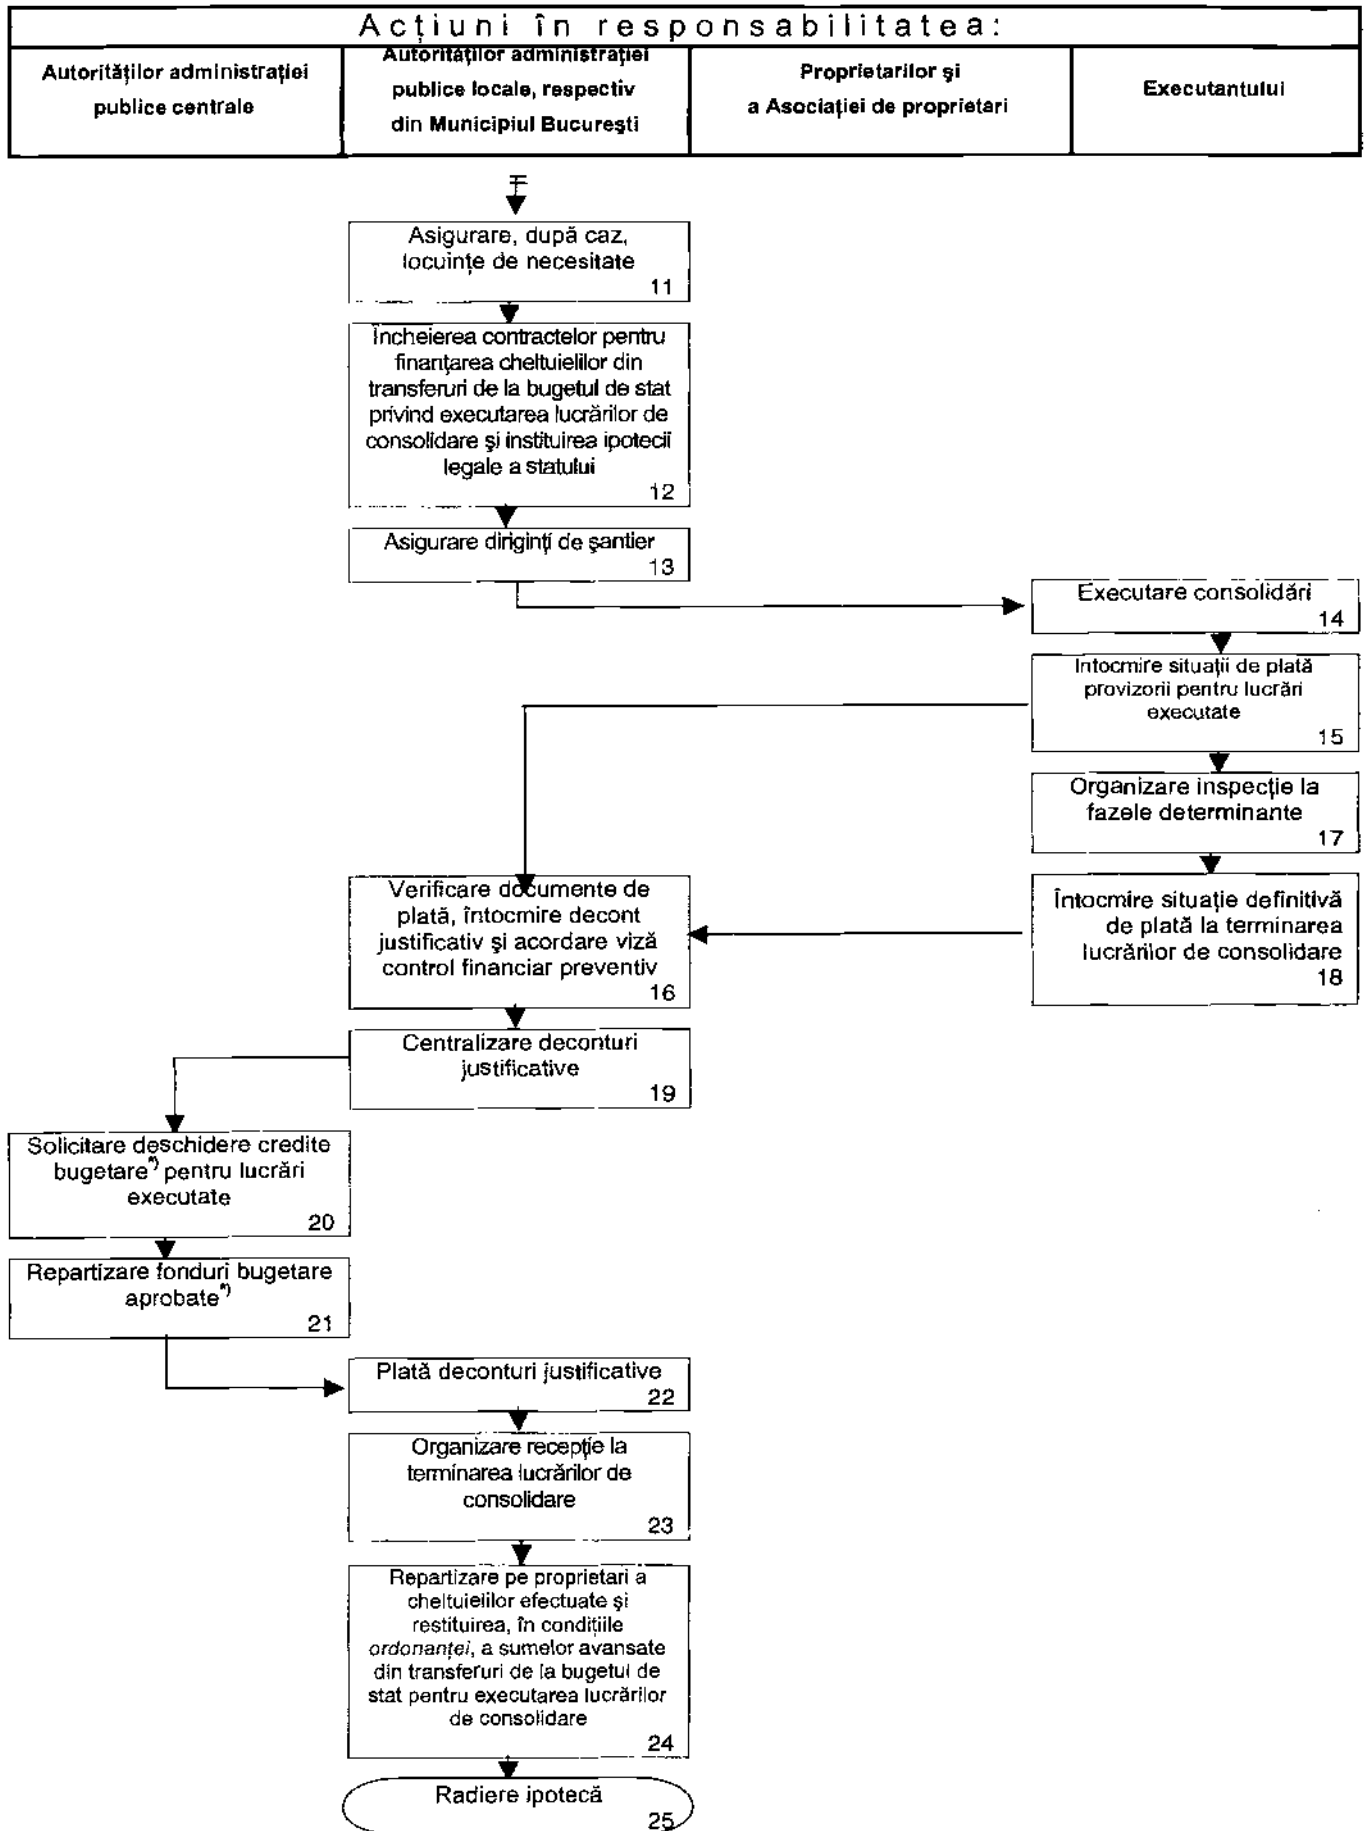 Acțiuni în responsabilitatea:
Autorităților administrației
publice centrale
Autorităților administrației
publice locale, respectiv
din Municipiul București
Proprietarilor și
a Asociației de proprietari
Executantului
Asigurare, după caz,
locuințe de necesitate
11
Încheierea contractelor pentru
finanțarea cheltuielilor din
transferuri de la bugetul de stat
privind executarea lucrărilor de
consolidare și instituirea ipotecii
legale a statului
12
Asigurare diriginți de șantier
13
Executare consolidări
14
Intocmire situații de plată
provizorii pentru lucrări
executate
15
Organizare inspecție la
fazele determinante
17
Verificare documente de
plată, întocmire decont
justificativ și acordare viză
control financiar preventiv
16
Întocmire situație definitivă
de plată la terminarea
lucrărilor de consolidare
18
Centralizare deconturi
justificative
19
Solicitare deschidere credite
bugetare*) pentru lucrări
executate
20
Repartizare fonduri bugetare
aprobate*)
21
Plată deconturi justificative
22
Organizare recepție la
terminarea lucrărilor de
consolidare
23
Repartizare pe proprietari a
cheltuielilor efectuate și
restituirea, în condițiile
ordonanței, a sumelor avansate
din transferuri de la bugetul de
stat pentru executarea lucrărilor
de consolidare
24
Radiere ipotecă
25